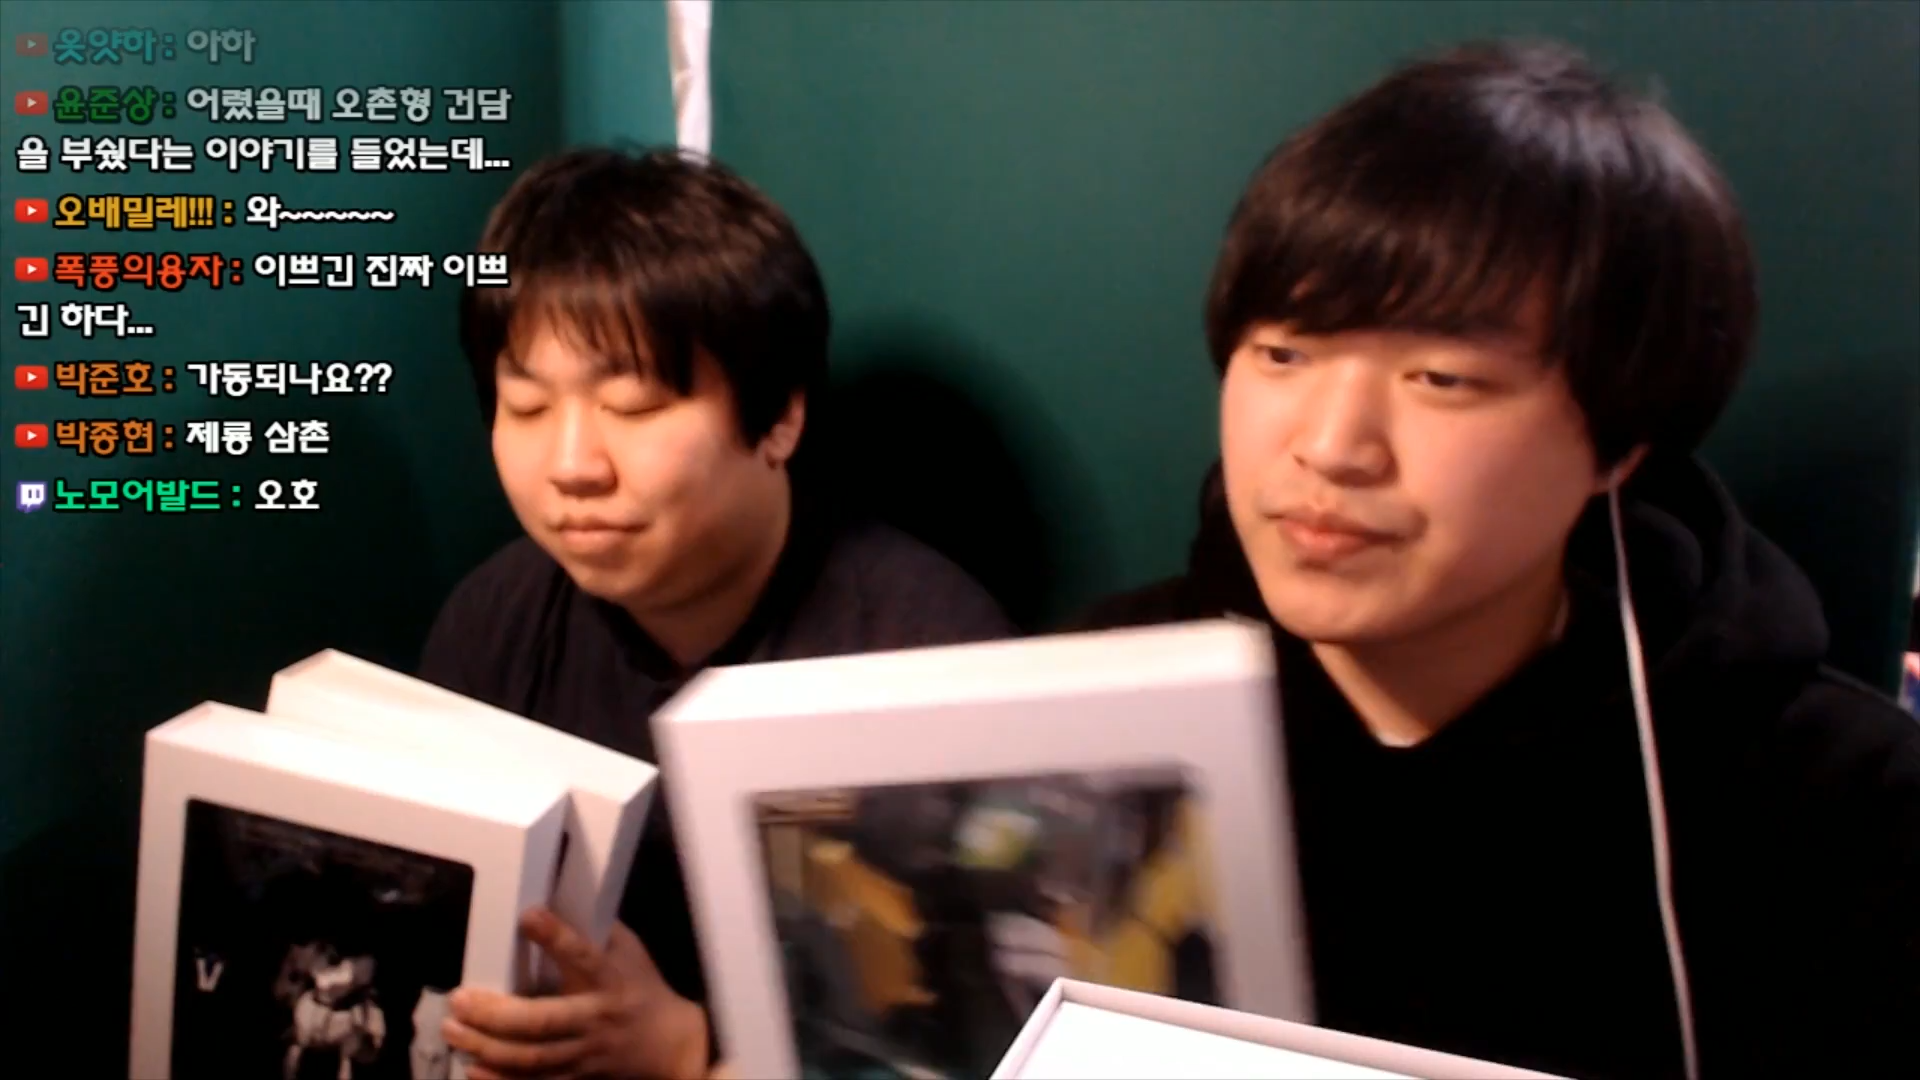 옷얏하 : 아하
윤준상 : 어렸을때 오촌형 건담
을 부쉈다는 이야기를 들었는데...
오배밀레!!! : 와~~~~~
폭풍의용자 : 이쁘긴 진짜 이쁘
긴 하다...
박준호 : 가동되나요??
박종현 : 제룡 삼촌
노모어발드 : 오호
V